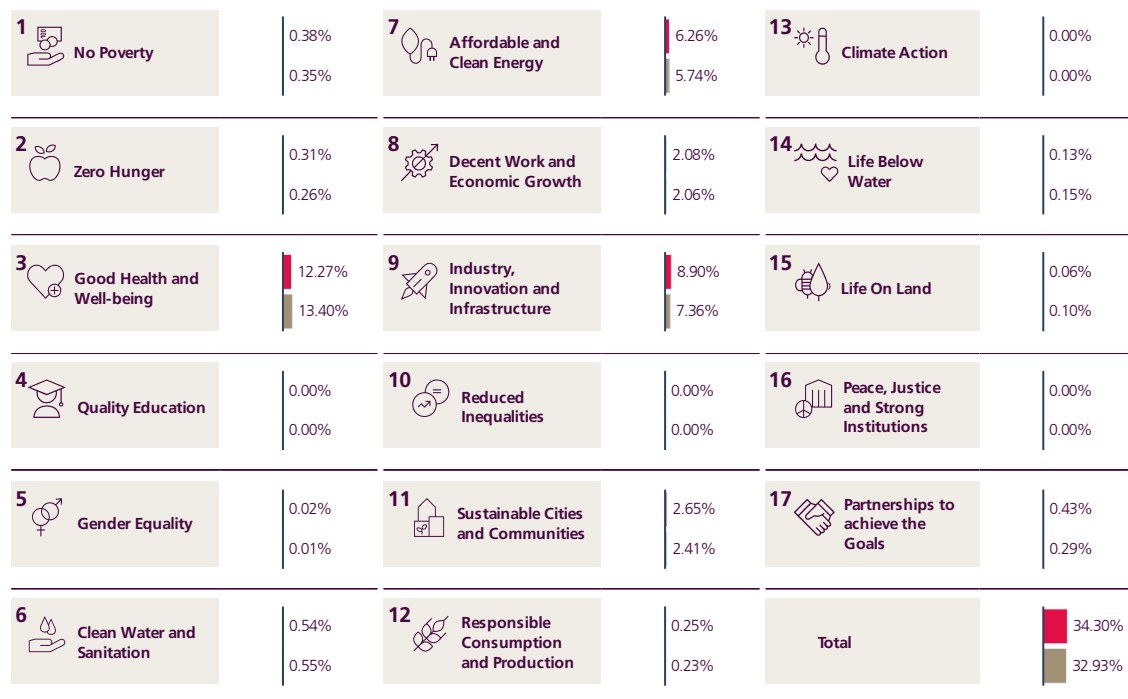 1
No Poverty
0.38%
0.35%
2
Zero Hunger
0.31%
0.26%
3
Good Health and
Well-being
12.27%
13.40%
4
Quality Education
0.00%
0.00%
5
Gender Equality
0.02%
0.01%
6
Clean Water and
Sanitation
0.54%
0.55%
7
Affordable and
Clean Energy
6.26%
5.74%
8
Decent Work and
Economic Growth
2.08%
2.06%
9
Industry,
Innovation and
Infrastructure
8.90%
7.36%
10
Reduced
Inequalities
0.00%
0.00%
11
Sustainable Cities
and Communities
2.65%
2.41%
12
Responsible
Consumption
and Production
0.25%
0.23%
13
Climate Action
0.00%
0.00%
14
Life Below
Water
0.13%
0.15%
15
Life On Land
0.06%
0.10%
16
Peace, Justice
and Strong
Institutions
0.00%
0.00%
17
Partnerships to
achieve the
Goals
0.43%
0.29%
Total
34.30%
32.93%